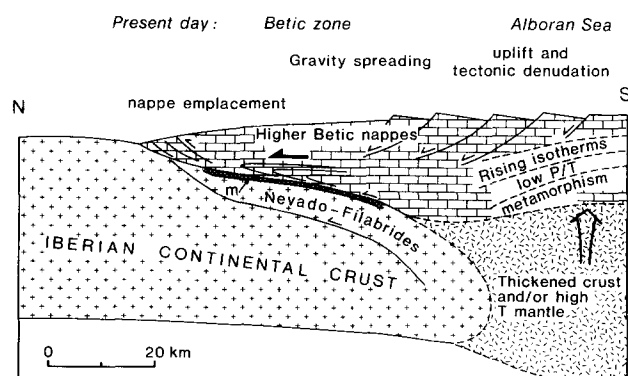 Present day : Betic zone Alboran Sea
Gravity spreading uplift and
tectonic denudation
N S
nappe emplacement
Higher Betic nappes
Rising isotherms
low P/T
metamorphism
m
Neyado-Filabrides
IBERIAN CONTINENTAL CRUST
Thickened crust
and/or high
T mantle
0 20 km